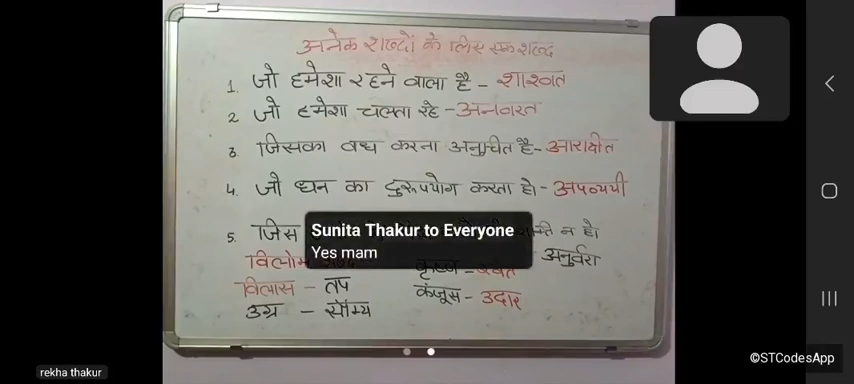 अनेक शब्दों के लिए एक शब्द
1. जो हमेशा रहने वाला है - शाश्वत
2 जो हमेशा चलता रहे - अनवरत
3. जिसका वध करना अनुचित है - आराक्षीत
4. जो धन का दुरूपयोग करता हो - अपव्ययी
5. जिस न हो
अनुर्वरा
Sunita Thakur to Everyone
Yes mam
विलोम
कृष्ण - श्वेत
विलास - तप
कंजूस - उदार
उग्र - सौम्य
rekha thakur
©STCodesApp